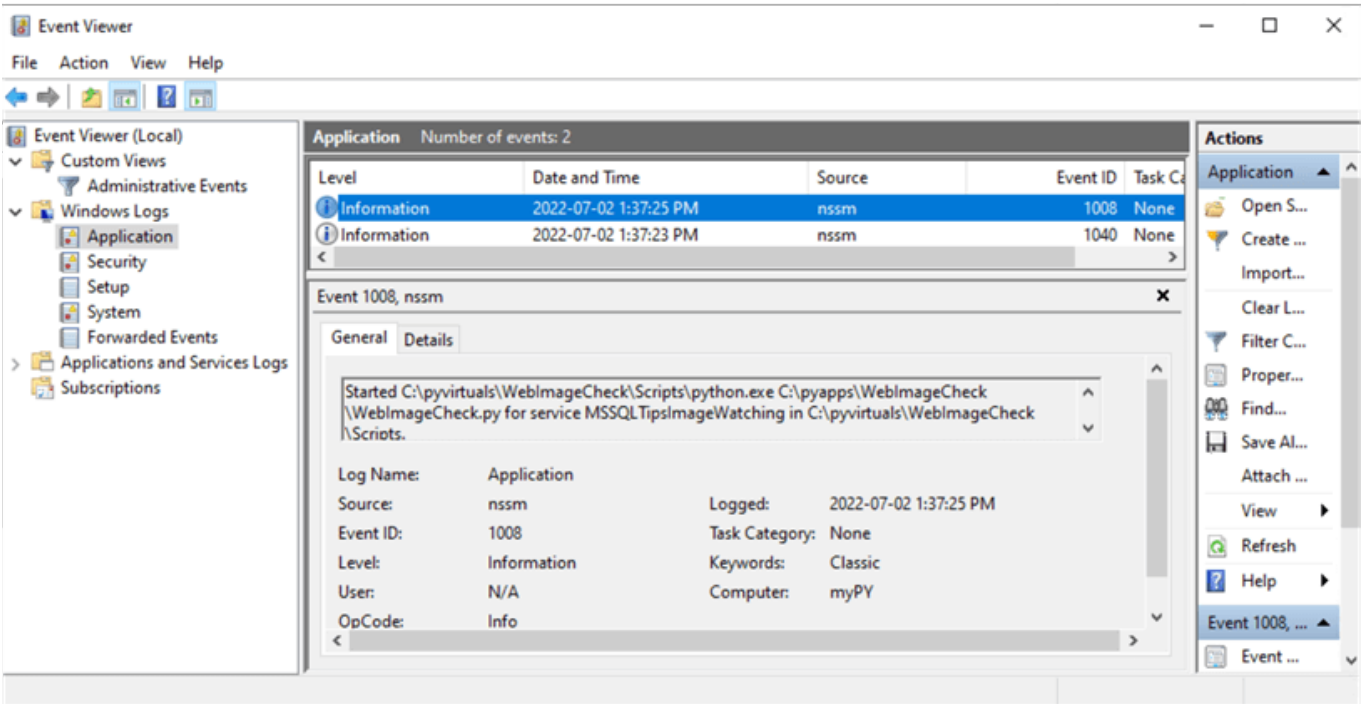 Event Viewer
File Action View Help
Event Viewer (Local)
Custom Views
Administrative Events
Windows Logs
Application
Security
Setup
System
Forwarded Events
Applications and Services Logs
Subscriptions
Application Number of events: 2
Level Date and Time Source Event ID Task Ca
Information 2022-07-02 1:37:25 PM nssm 1008 None
Information 2022-07-02 1:37:23 PM nssm 1040 None
Event 1008, nssm
General Details
Started C:\pyvirtuals\WebImageCheck\Scripts\python.exe C:\pyapps\WebImageCheck
\WebImageCheck.py for service MSSQLTipsImageWatching in C:\pyvirtuals\WebImageCheck
\Scripts.
Log Name: Application
Source: nssm Logged: 2022-07-02 1:37:25 PM
Event ID: 1008 Task Category: None
Level: Information Keywords: Classic
User: N/A Computer: myPY
OpCode: Info
Actions
Application
Open S...
Create ...
Import...
Clear L...
Filter C...
Proper...
Find...
Save Al...
Attach ...
View
Refresh
Help
Event 1008, ...
Event ...